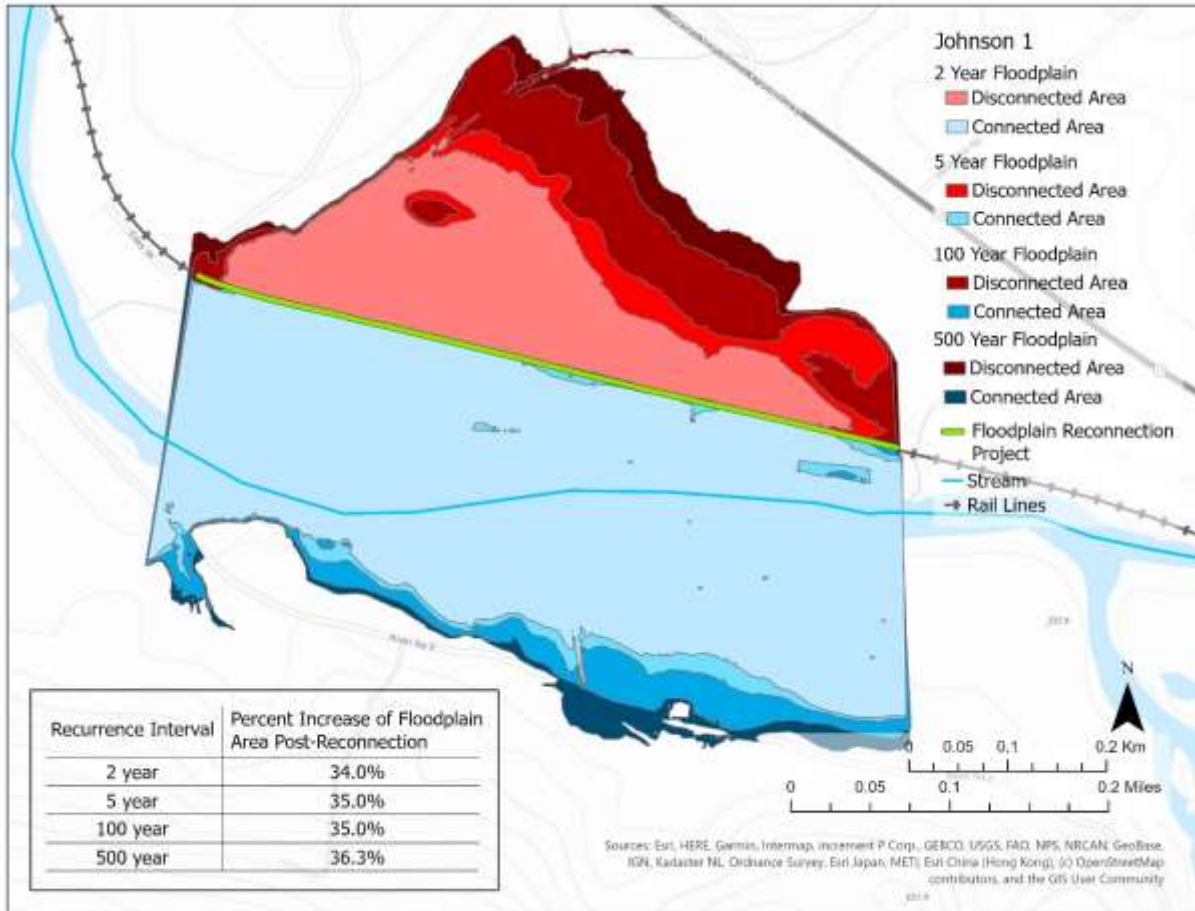 Johnson 1
2 Year Floodplain
Disconnected Area
Connected Area
5 Year Floodplain
Disconnected Area
Connected Area
100 Year Floodplain
Disconnected Area
Connected Area
500 Year Floodplain
Disconnected Area
Connected Area
Floodplain Reconnection
Project
Stream
Rail Lines
N
0 0.05 0.1 0.2 Km
0 0.05 0.1 0.2 Miles
Recurrence Interval Percent Increase of Floodplain
Area Post-Reconnection
2 year 34.0%
5 year 35.0%
100 year 35.0%
500 year 36.3%
Sources: Esri, HERE, Garmin, Intermap, increment P Corp., GEBCO, USGS, FAO, NPS, NRCAN, GeoBase,
IGN, Kadaster NL, Ordnance Survey, Esri Japan, METI, Esri China (Hong Kong), (c) OpenStreetMap
contributors, and the GIS User Community